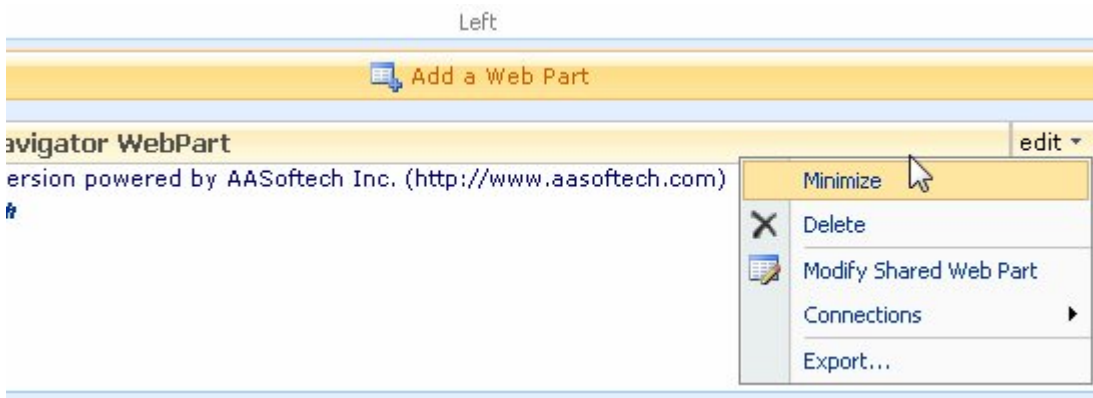 Left
Add a Web Part
avigator WebPart edit
ersion powered by AASoftech Inc. (http://www.aasoftech.com)
Minimize
Delete
Modify Shared Web Part
Connections
Export...